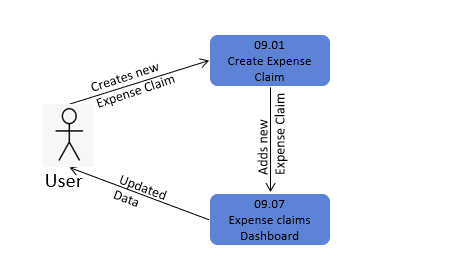 09.01
Create Expense
Claim
Creates new
Expense Claim
Adds new
Expense Claim
User
Updated
Data
09.07
Expense claims
Dashboard